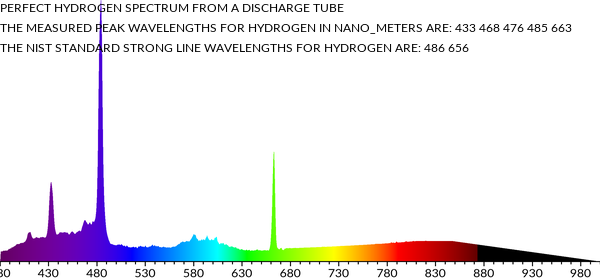 PERFECT HYDROGEN SPECTRUM FROM A DISCHARGE TUBE
THE MEASURED PEAK WAVELENGTHS FOR HYDROGEN IN NANO_METERS ARE: 433 468 476 485 663
THE NIST STANDARD STRONG LINE WAVELENGTHS FOR HYDROGEN ARE: 486 656
80 430 480 530 580 630 680 730 780 830 880 930 980